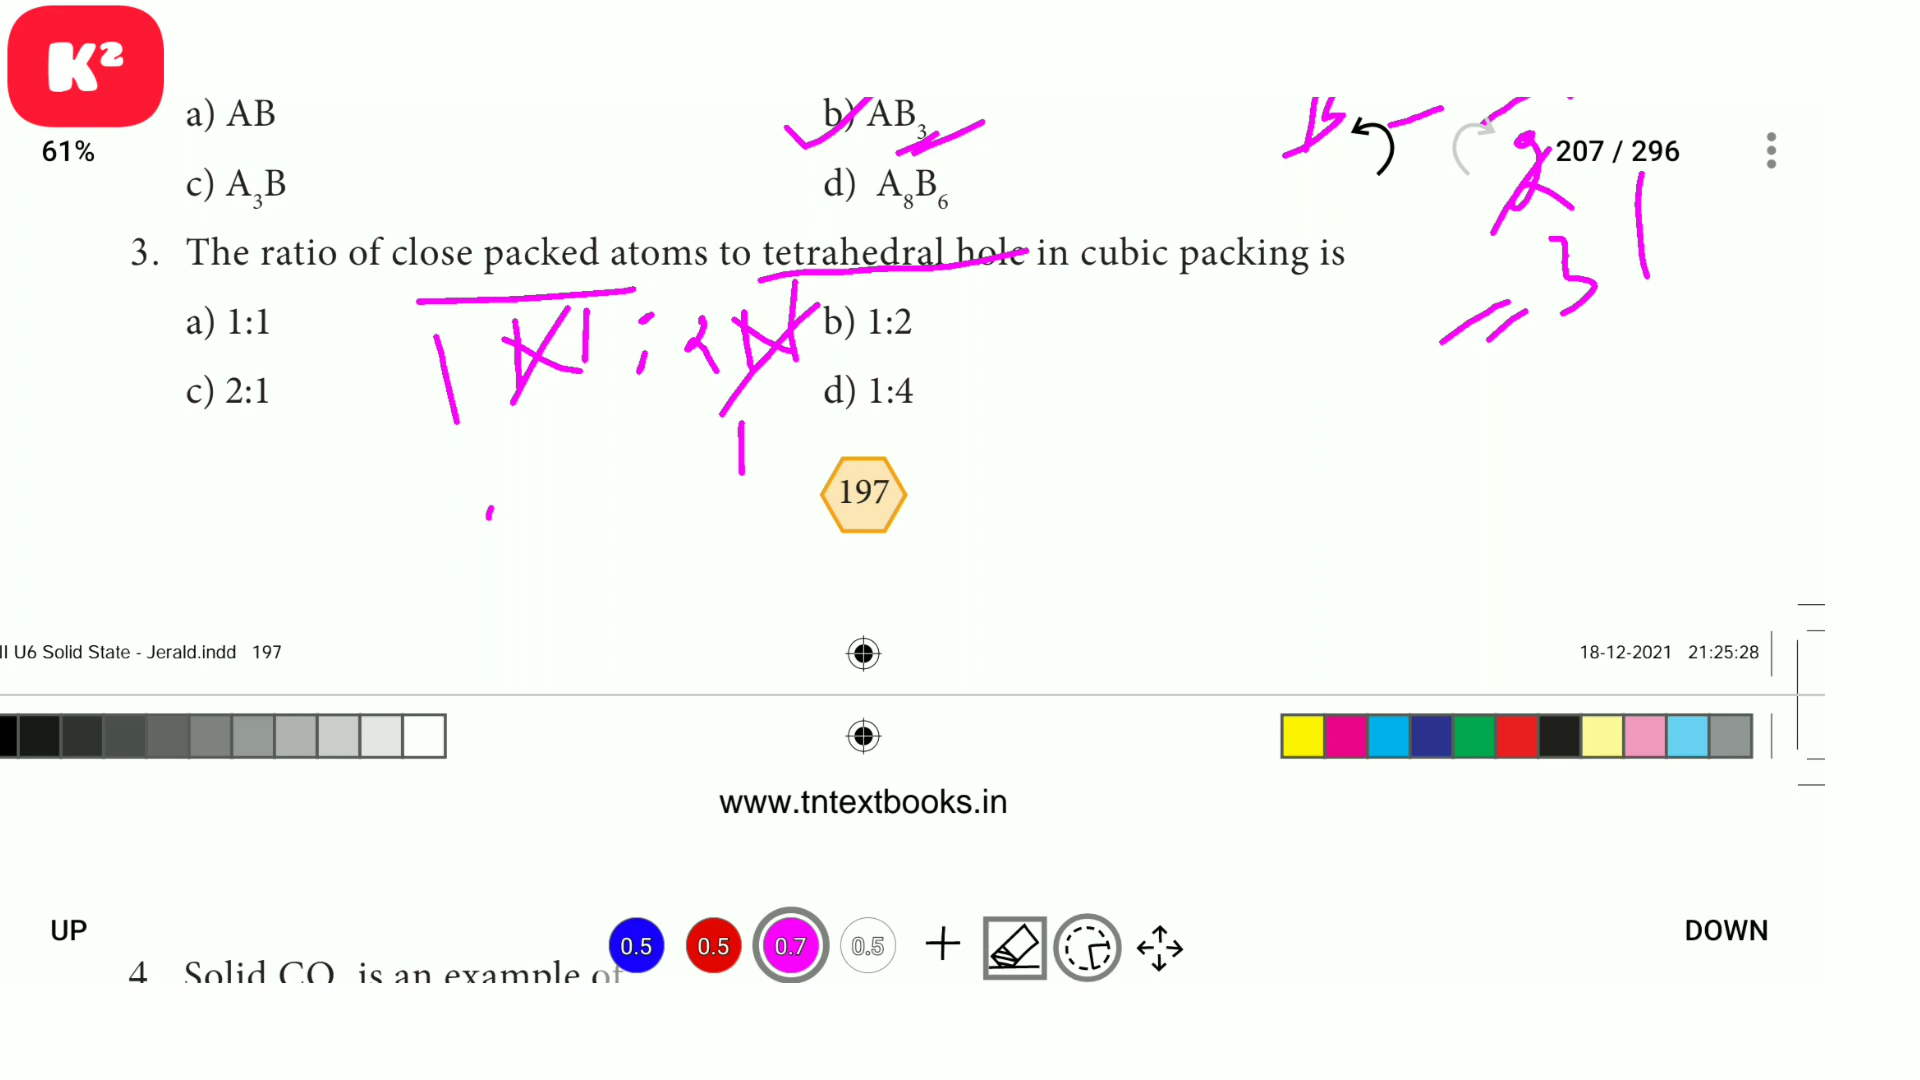 K²
a) AB b) AB₃
61% 207 / 296
c) A₃B d) A₈B₆
3. The ratio of close packed atoms to tetrahedral hole in cubic packing is
a) 1:1 b) 1:2
c) 2:1 d) 1:4
197
II U6 Solid State - Jerald.indd 197 18-12-2021 21:25:28
www.tntextbooks.in
UP DOWN
0.5 0.5 0.7 0.5
4 Solid CO is an example of